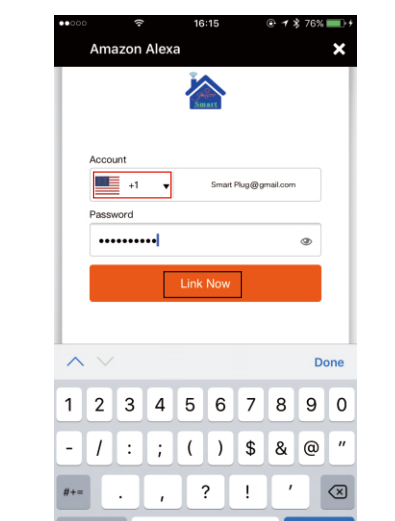 16:15
76%
Amazon Alexa
Smart
Account
+1
Smart Plug@gmail.com
Password
Link Now
Done
1 2 3 4 5 6 7 8 9 0
- / : ; ( ) $ & @ "
#+= . , ? ! '